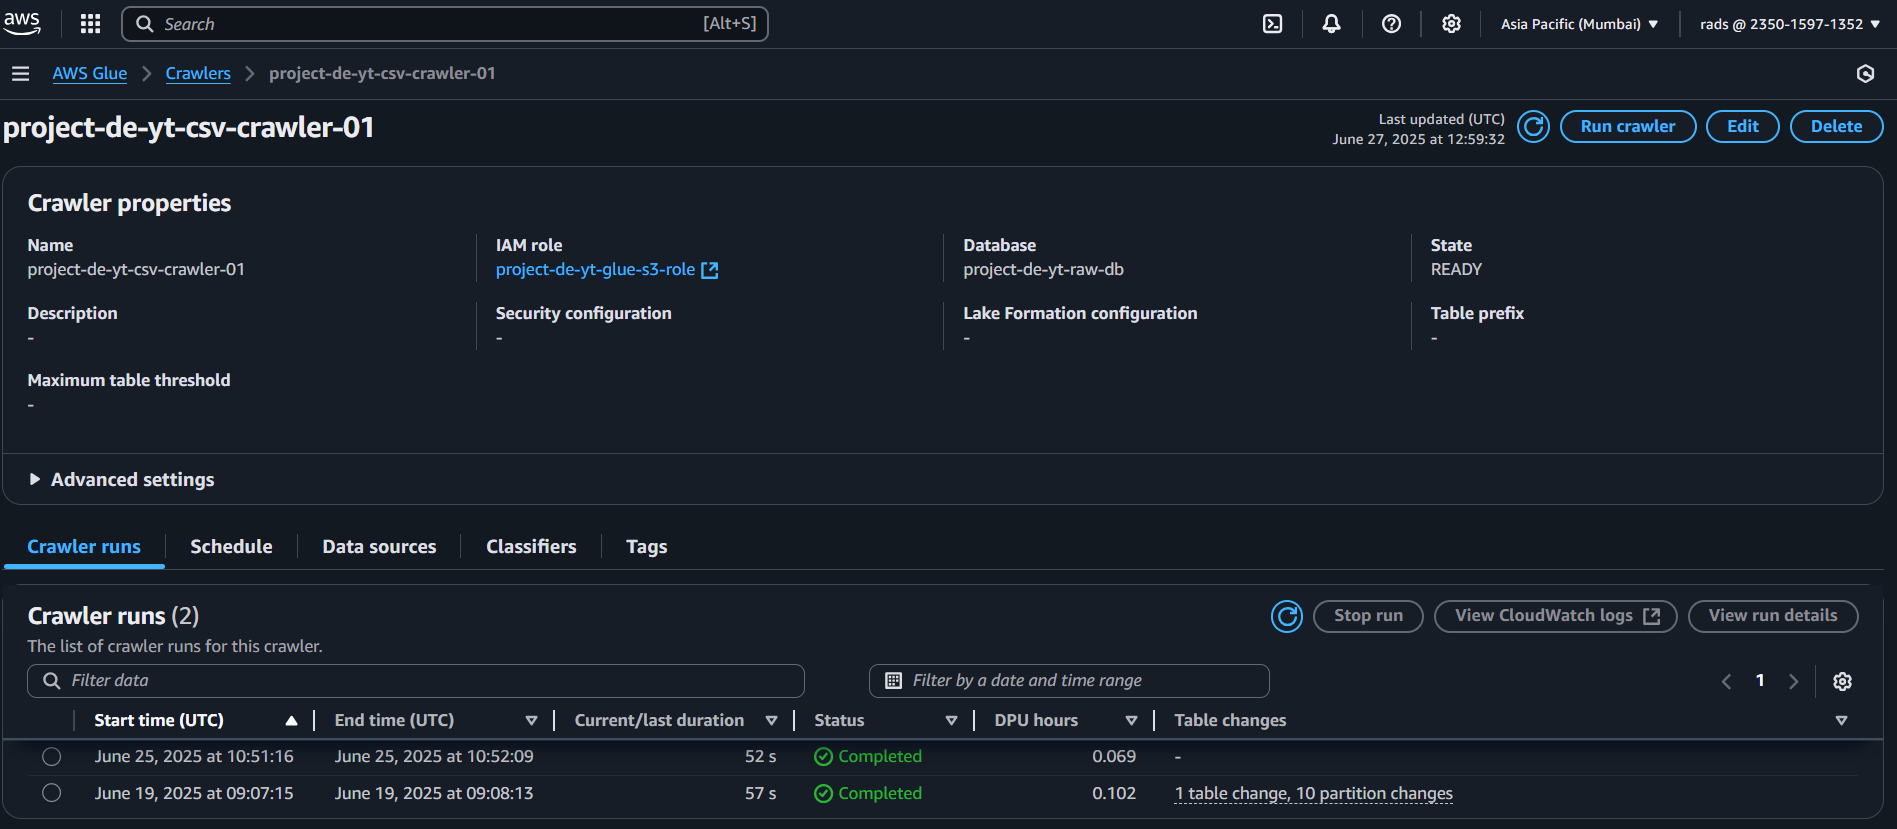 aws
Search [Alt+S]
Asia Pacific (Mumbai)
rads @ 2350-1597-1352
AWS Glue
Crawlers
project-de-yt-csv-crawler-01
project-de-yt-csv-crawler-01
Last updated (UTC)
June 27, 2025 at 12:59:32
Run crawler
Edit
Delete
Crawler properties
Name
project-de-yt-csv-crawler-01
IAM role
project-de-yt-glue-s3-role
Database
project-de-yt-raw-db
State
READY
Description
-
Security configuration
-
Lake Formation configuration
-
Table prefix
-
Maximum table threshold
-
Advanced settings
Crawler runs
Schedule
Data sources
Classifiers
Tags
Crawler runs (2)
The list of crawler runs for this crawler.
Stop run
View CloudWatch logs
View run details
Filter data
Filter by a date and time range
1
Start time (UTC) End time (UTC) Current/last duration Status DPU hours Table changes
June 25, 2025 at 10:51:16 June 25, 2025 at 10:52:09 52 s Completed 0.069 -
June 19, 2025 at 09:07:15 June 19, 2025 at 09:08:13 57 s Completed 0.102 1 table change, 10 partition changes